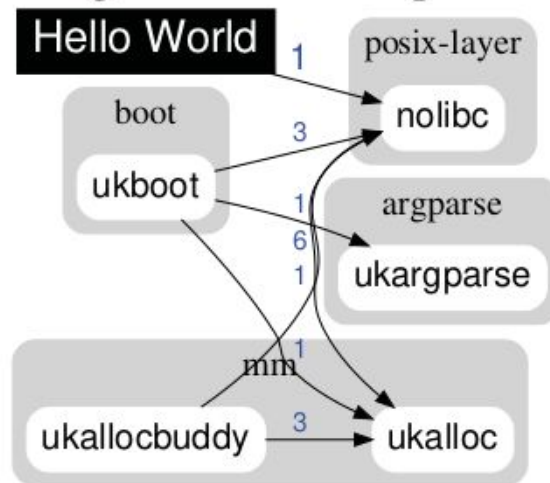 Hello World
1
posix-layer
nolibc
boot
3
ukboot
1
argparse
6
ukargparse
1
1
mm
ukallocbuddy
3
ukalloc